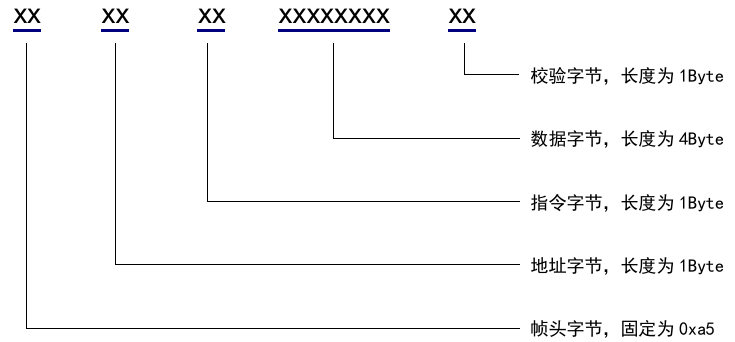 XX XX XX XXXXXXXX XX
校验字节，长度为 1Byte
数据字节，长度为 4Byte
指令字节，长度为 1Byte
地址字节，长度为 1Byte
帧头字节，固定为 0xa5